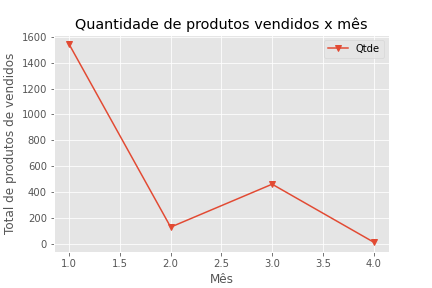 Quantidade de produtos vendidos x mês
Qtde
Total de produtos de vendidos
1600
1400
1200
1000
800
600
400
200
0
1.0 1.5 2.0 2.5 3.0 3.5 4.0
Mês